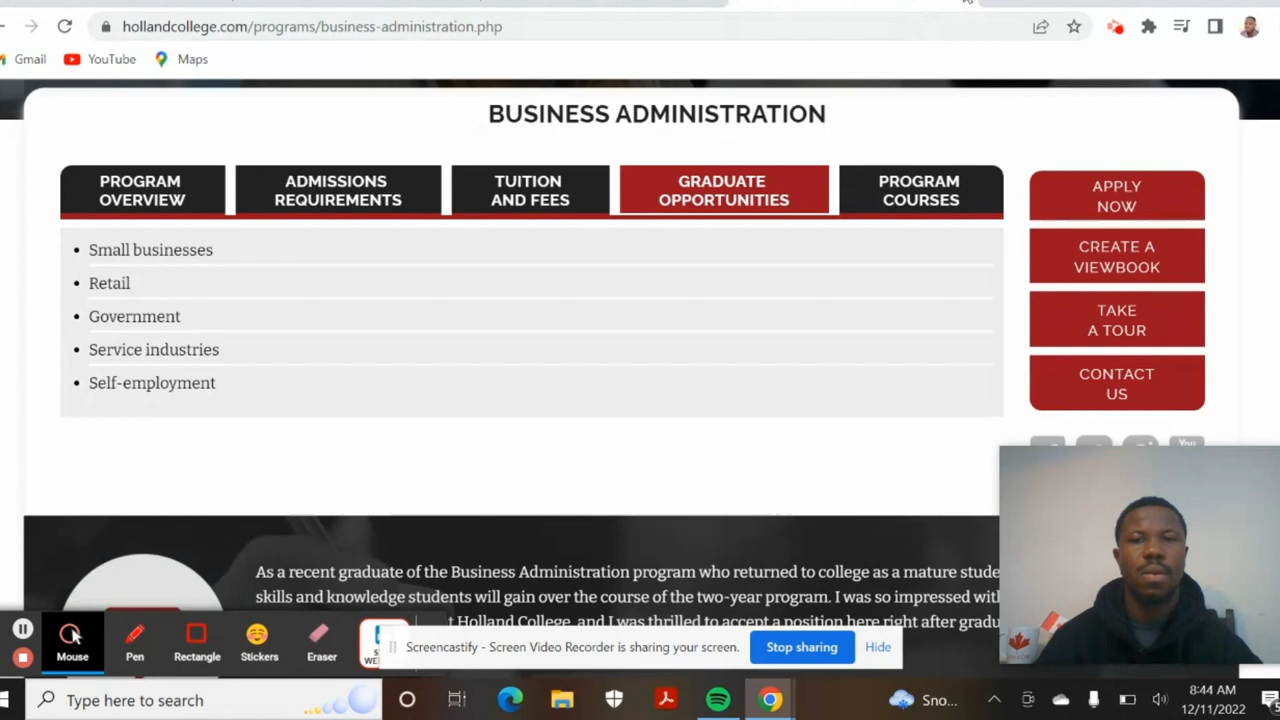 hollandcollege.com/programs/business-administration.php
Gmail YouTube Maps
BUSINESS ADMINISTRATION
PROGRAM
OVERVIEW
ADMISSIONS
REQUIREMENTS
TUITION
AND FEES
GRADUATE
OPPORTUNITIES
PROGRAM
COURSES
APPLY
NOW
CREATE A
VIEWBOOK
TAKE
A TOUR
CONTACT
US
• Small businesses
• Retail
• Government
• Service industries
• Self-employment
You
As a recent graduate of the Business Administration program who returned to college as a mature stude
skills and knowledge students will gain over the course of the two-year program. I was so impressed wit
t Holland College, and I was thrilled to accept a position here right after gradu
Mouse Pen Rectangle Stickers Eraser
Screencastify - Screen Video Recorder is sharing your screen. Stop sharing Hide
Type here to search
Sno...
8:44 AM
12/11/2022